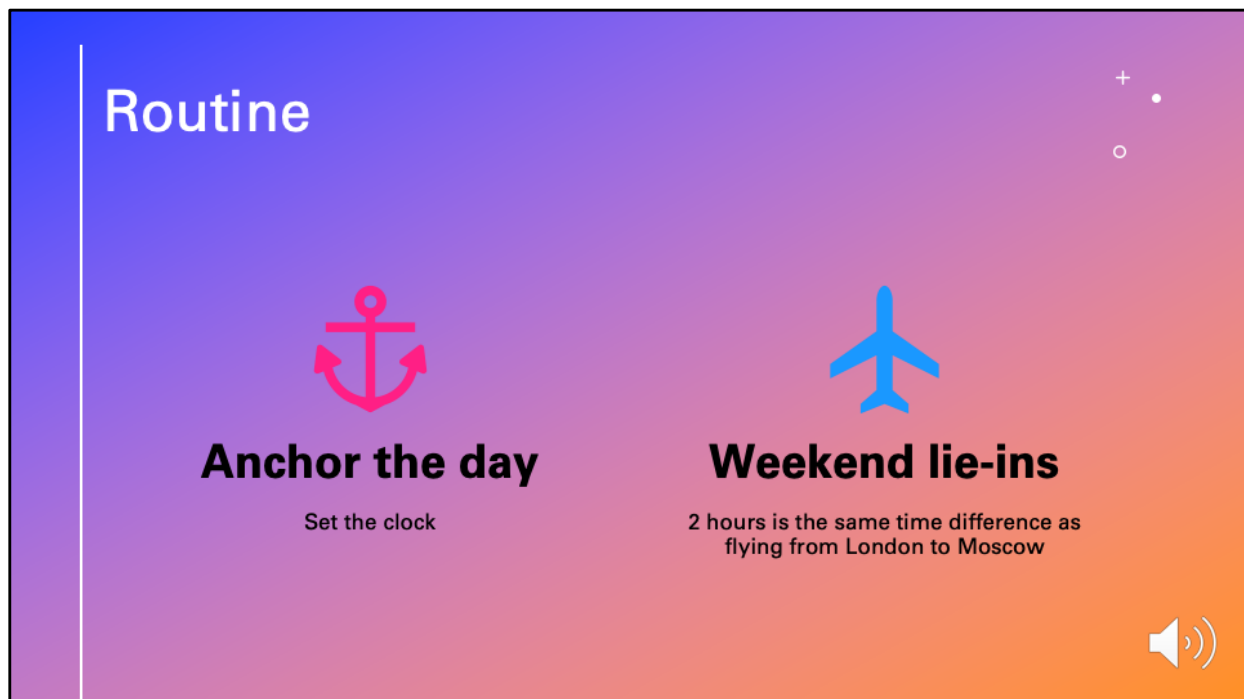 Routine
Anchor the day
Set the clock
Weekend lie-ins
2 hours is the same time difference as
flying from London to Moscow